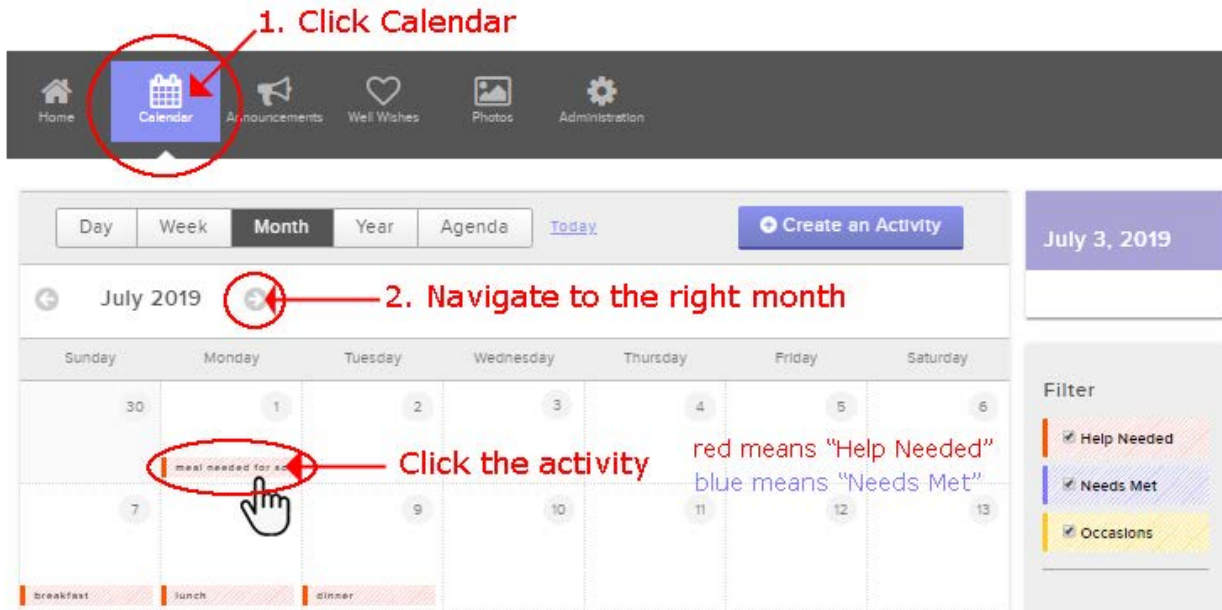 1. Click Calendar
Home Calendar Announcements Well Wishes Photos Administration
Day Week Month Year Agenda Today Create an Activity
July 3, 2019
July 2019
2. Navigate to the right month
Sunday Monday Tuesday Wednesday Thursday Friday Saturday
30 1 2 3 4 5 6
Filter
Help Needed
Needs Met
Occasions
meal needed for
Click the activity
red means "Help Needed"
blue means "Needs Met"
7 9 10 11 12 13
breakfast lunch dinner